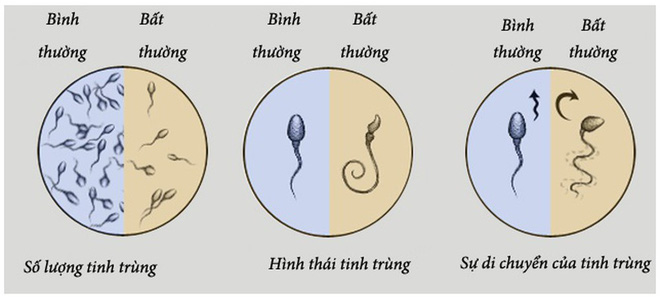 Bình thường
Bất thường
Bình thường
Bất thường
Bình thường
Bất thường
Số lượng tinh trùng
Hình thái tinh trùng
Sự di chuyển của tinh trùng